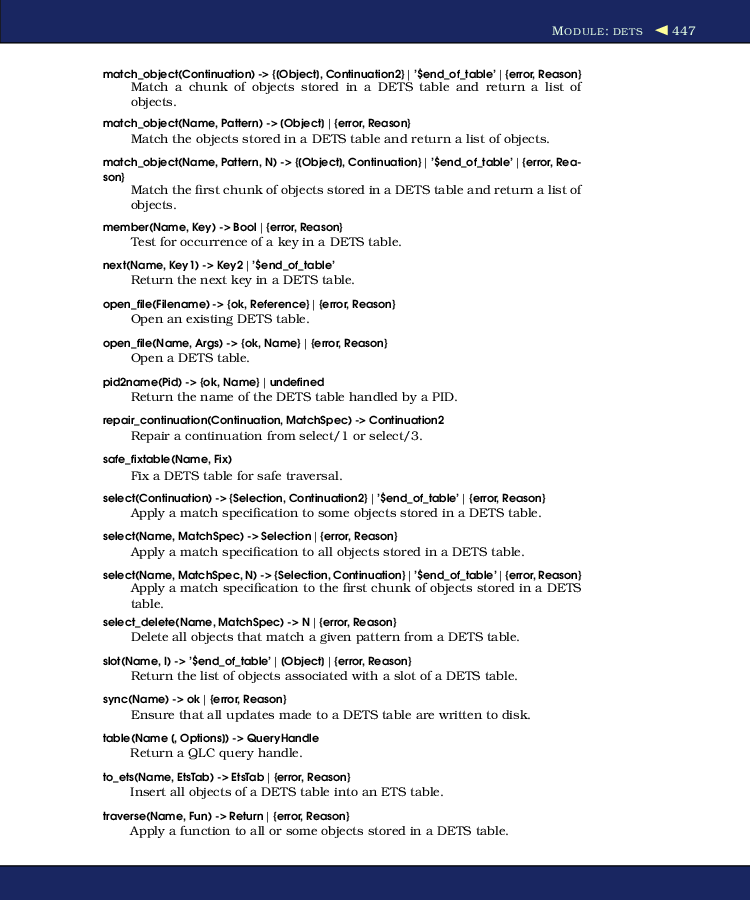 MODULE: DETS ◀ 447
match_object(Continuation) -> {[Object], Continuation2} | '$end_of_table' | {error, Reason}
Match a chunk of objects stored in a DETS table and return a list of
objects.
match_object(Name, Pattern) -> [Object] | {error, Reason}
Match the objects stored in a DETS table and return a list of objects.
match_object(Name, Pattern, N) -> {[Object], Continuation} | '$end_of_table' | {error, Rea-
son}
Match the first chunk of objects stored in a DETS table and return a list of
objects.
member(Name, Key) -> Bool | {error, Reason}
Test for occurrence of a key in a DETS table.
next(Name, Key1) -> Key2 | '$end_of_table'
Return the next key in a DETS table.
open_file(Filename) -> {ok, Reference} | {error, Reason}
Open an existing DETS table.
open_file(Name, Args) -> {ok, Name} | {error, Reason}
Open a DETS table.
pid2name(Pid) -> {ok, Name} | undefined
Return the name of the DETS table handled by a PID.
repair_continuation(Continuation, MatchSpec) -> Continuation2
Repair a continuation from select/1 or select/3.
safe_fixtable(Name, Fix)
Fix a DETS table for safe traversal.
select(Continuation) -> {Selection, Continuation2} | '$end_of_table' | {error, Reason}
Apply a match specification to some objects stored in a DETS table.
select(Name, MatchSpec) -> Selection | {error, Reason}
Apply a match specification to all objects stored in a DETS table.
select(Name, MatchSpec, N) -> {Selection, Continuation} | '$end_of_table' | {error, Reason}
Apply a match specification to the first chunk of objects stored in a DETS
table.
select_delete(Name, MatchSpec) -> N | {error, Reason}
Delete all objects that match a given pattern from a DETS table.
slot(Name, I) -> '$end_of_table' | [Object] | {error, Reason}
Return the list of objects associated with a slot of a DETS table.
sync(Name) -> ok | {error, Reason}
Ensure that all updates made to a DETS table are written to disk.
table(Name [, Options]) -> QueryHandle
Return a QLC query handle.
to_ets(Name, EtsTab) -> EtsTab | {error, Reason}
Insert all objects of a DETS table into an ETS table.
traverse(Name, Fun) -> Return | {error, Reason}
Apply a function to all or some objects stored in a DETS table.